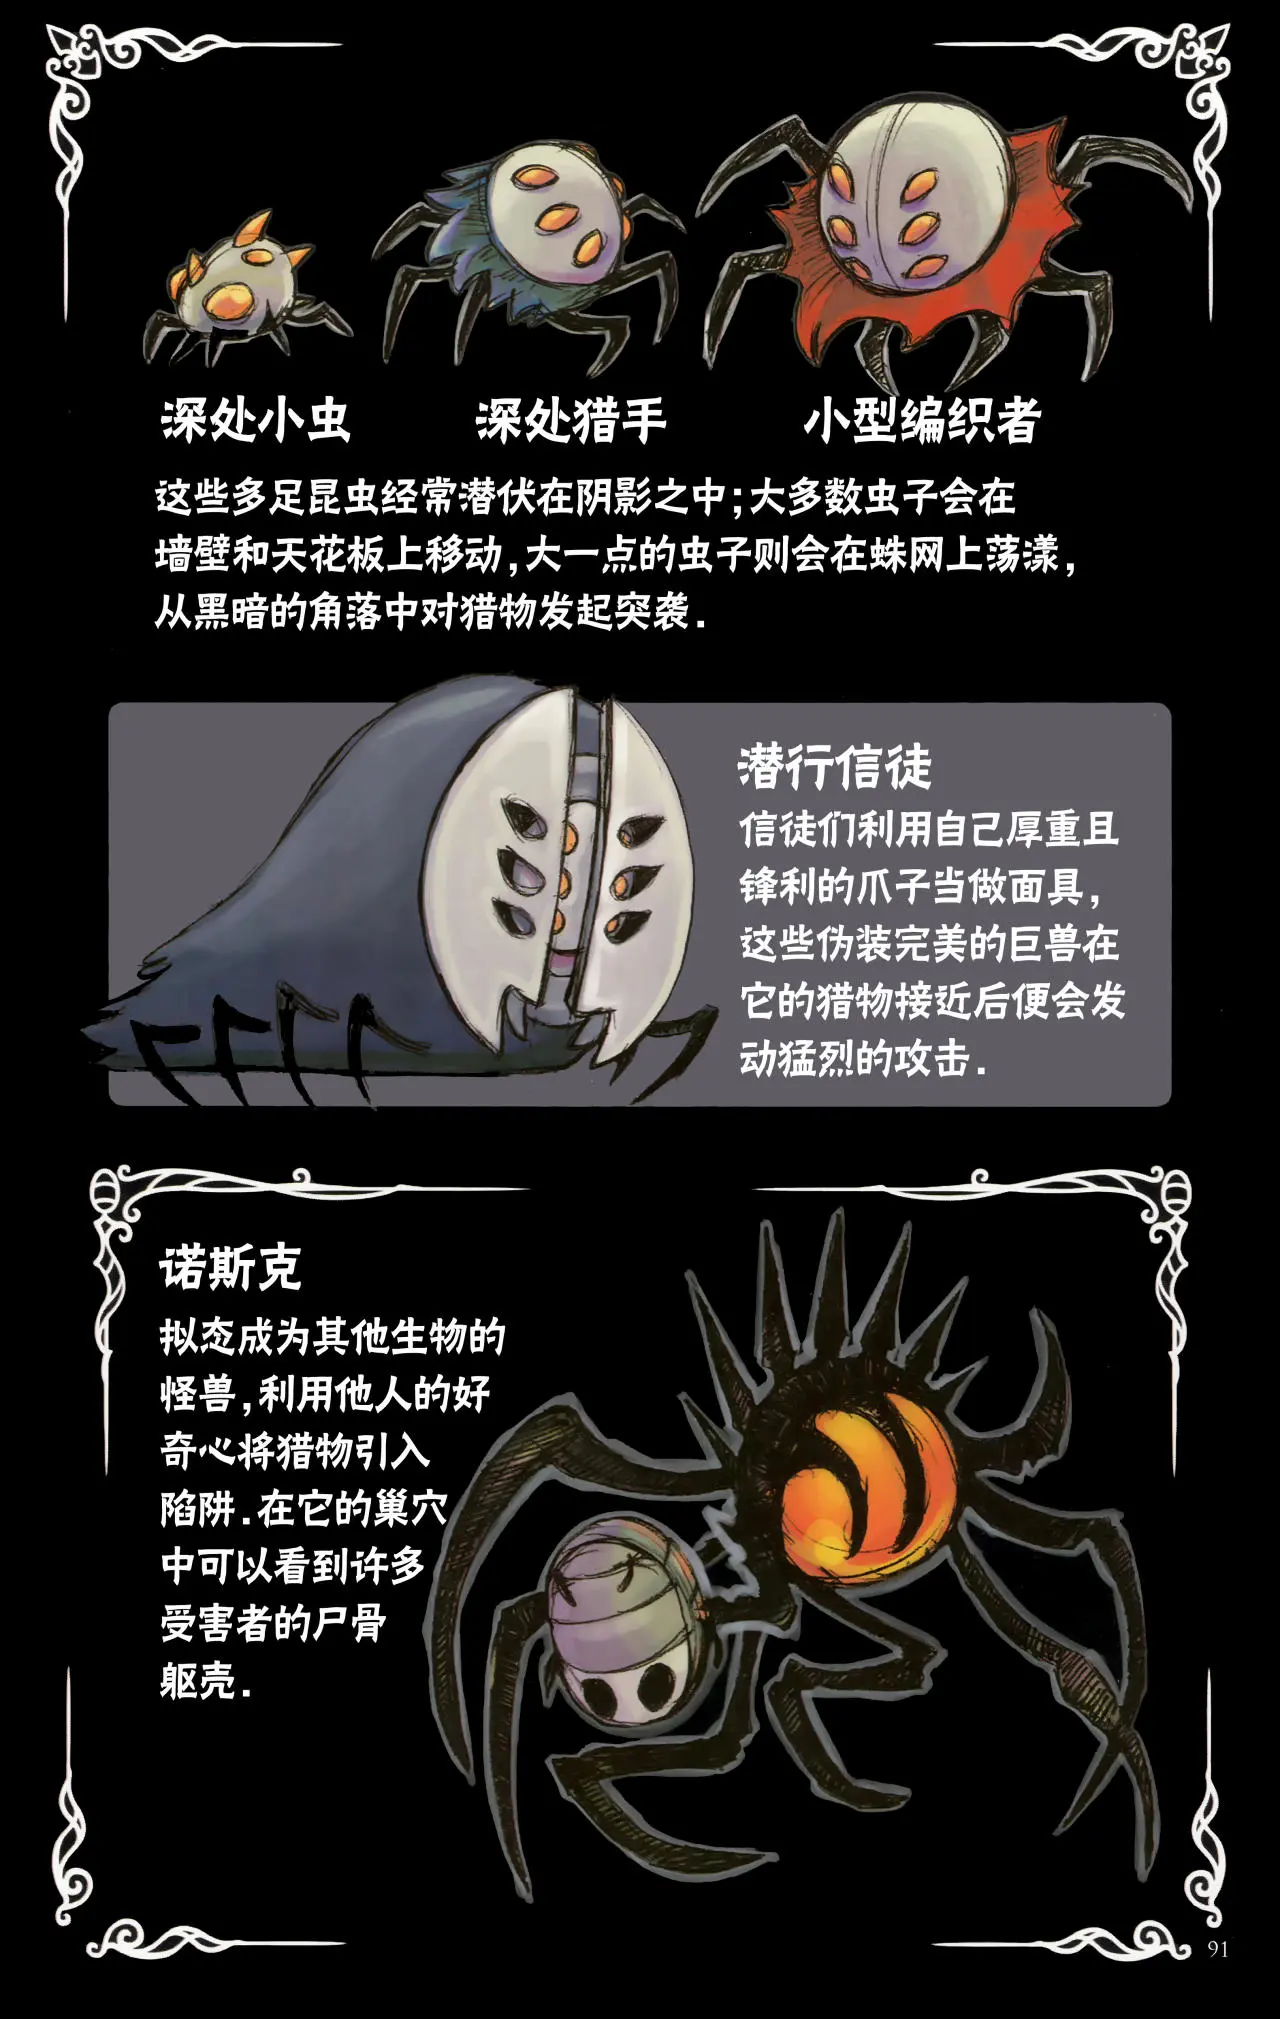 深处小虫 深处猎手 小型编织者
这些多足昆虫经常潜伏在阴影之中;大多数虫子会在
墙壁和天花板上移动,大一点的虫子则会在蛛网上荡漾,
从黑暗的角落中对猎物发起突袭.
潜行信徒
信徒们利用自己厚重且
锋利的爪子当做面具,
这些伪装完美的巨兽在
它的猎物接近后便会发
动猛烈的攻击.
诺斯克
拟态成为其他生物的
怪兽,利用他人的好
奇心将猎物引入
陷阱.在它的巢穴
中可以看到许多
受害者的尸骨
躯壳.
91